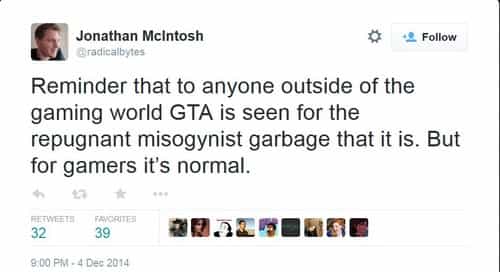 Jonathan McIntosh
@radicalbytes
Follow
Reminder that to anyone outside of the
gaming world GTA is seen for the
repugnant misogynist garbage that it is. But
for gamers it's normal.
RETWEETS
FAVORITES
32
39
9:00 PM - 4 Dec 2014